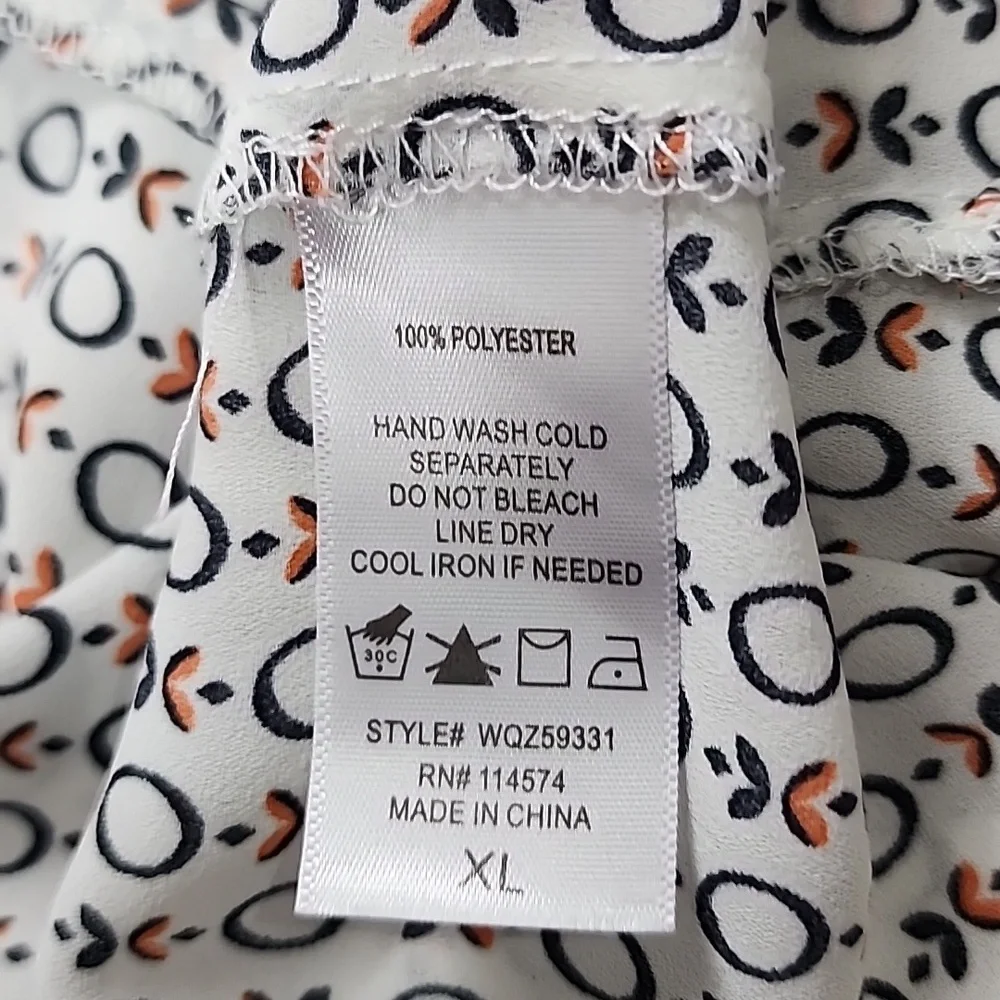 100% POLYESTER
HAND WASH COLD
SEPARATELY
DO NOT BLEACH
LINE DRY
COOL IRON IF NEEDED
30C
STYLE# WQZ59331
RN# 114574
MADE IN CHINA
XL